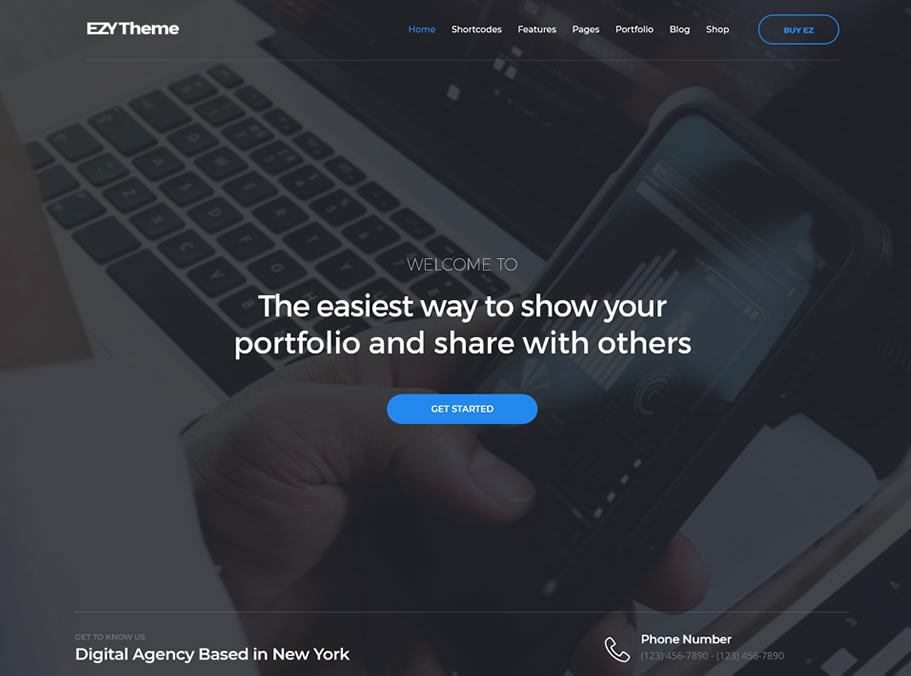 EZY Theme
Home Shortcodes Features Pages Portfolio Blog Shop BUY EZ
WELCOME TO
The easiest way to show your
portfolio and share with others
GET STARTED
GET TO KNOW US
Digital Agency Based in New York
Phone Number
(123) 456-7890 - (123) 456-7890